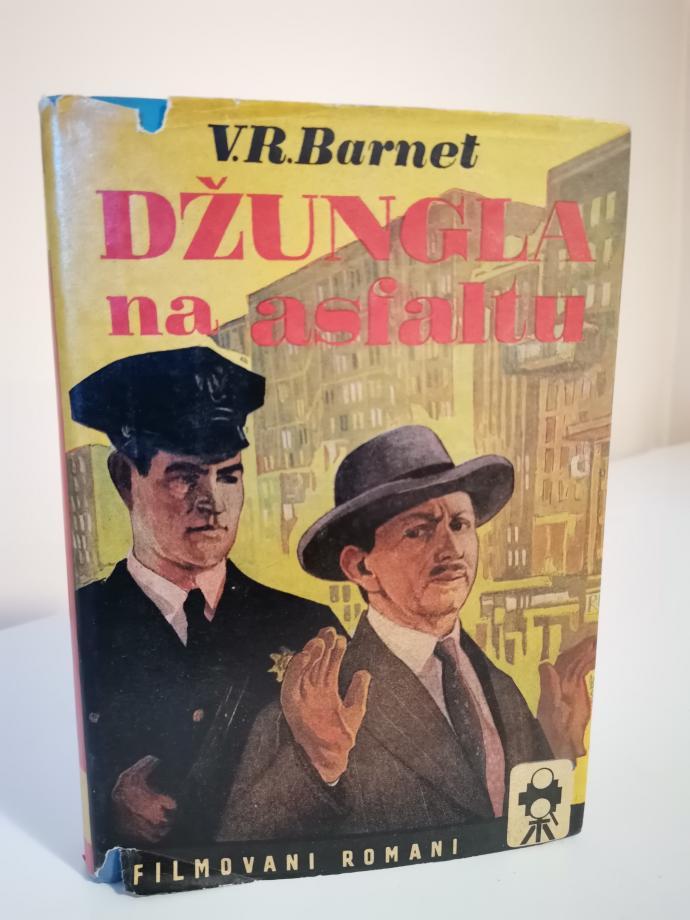 V.R.Barnet
DŽUNGLA
na asfaltu
FILMOVANI ROMANI